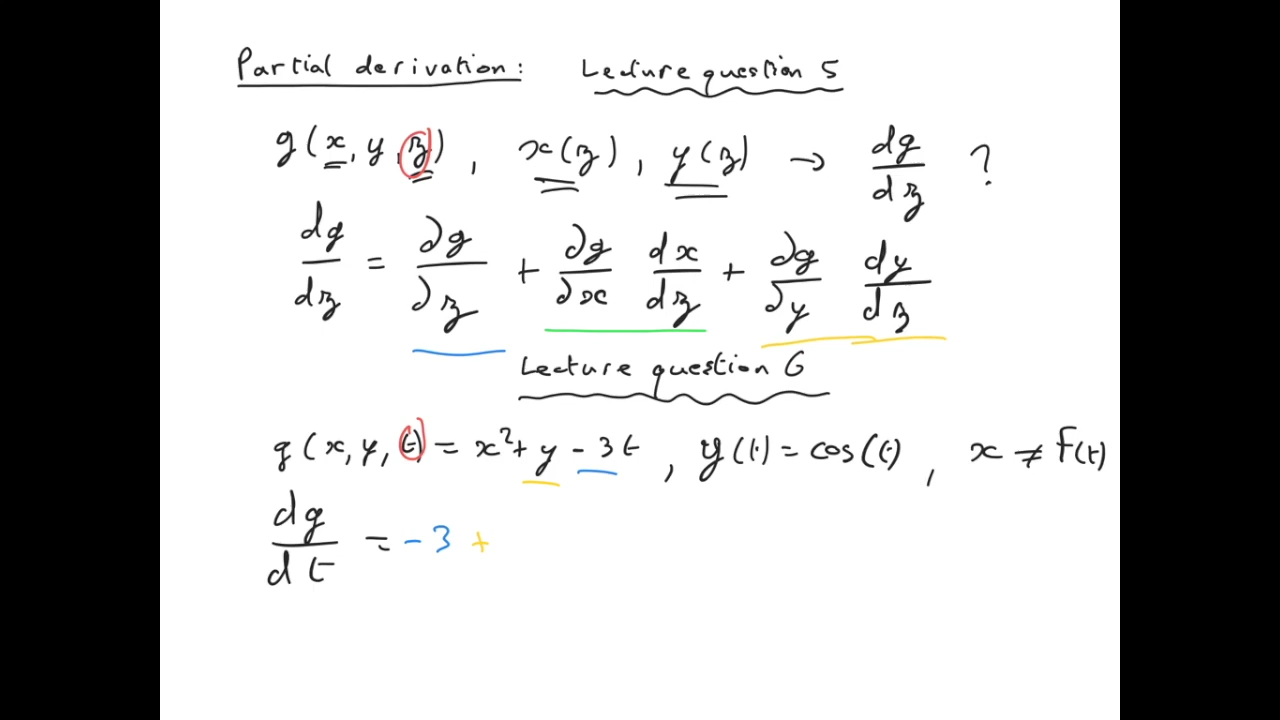 Partial derivation: Lecture question 5
g(x, y, z), x(z), y(z) → dg/dz ?
dg/dz = ∂g/∂z + ∂g/∂x dx/dz + ∂g/∂y dy/dz
Lecture question 6
g(x, y, t) = x² + y - 3t, y(t) = cos(t), x ≠ f(t)
dg/dt = -3 +